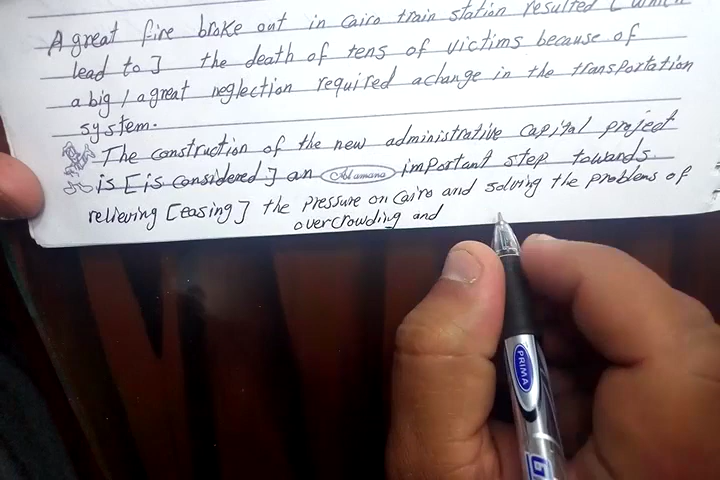 A great fire broke out in Cairo train station resulted [ which
lead to ] the death of tens of victims because of
a big / a great neglection required a change in the transportation
system.
The construction of the new administrative capital project
is [ is considered ] an Almmano important step towards
relieving [ easing ] the pressure on Cairo and solving the problems of
overcrowding and
PRIMA